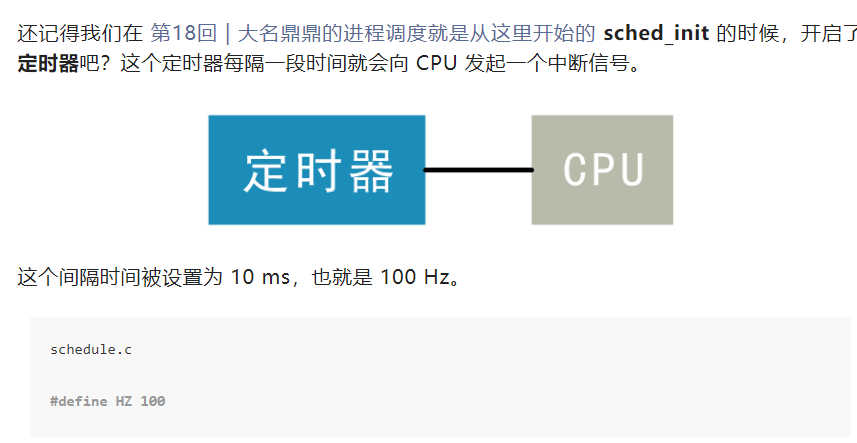 还记得我们在 第18回 | 大名鼎鼎的进程调度就是从这里开始的 sched_init 的时候，开启了
定时器吧？这个定时器每隔一段时间就会向 CPU 发起一个中断信号。
定时器
CPU
这个间隔时间被设置为 10 ms，也就是 100 Hz。
schedule.c
#define HZ 100